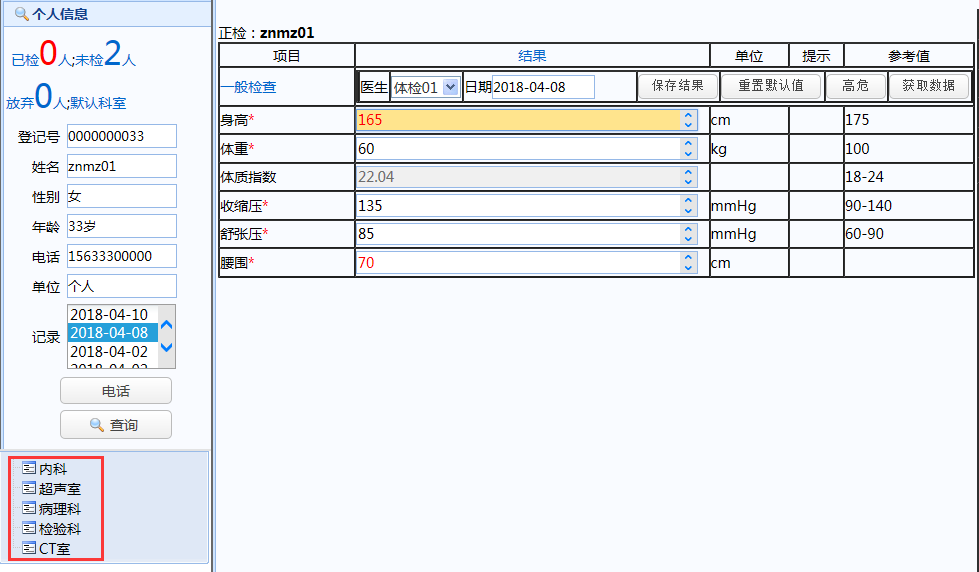 个人信息
已检0人;未检2人
放弃0人;默认科室
登记号 0000000033
姓名 znmz01
性别 女
年龄 33岁
电话 15633300000
单位 个人
记录
2018-04-10
2018-04-08
2018-04-02
电话
查询
内科
超声室
病理科
检验科
CT室
正检：znmz01
项目 结果 单位 提示 参考值
一般检查 医生 体检01 日期 2018-04-08 保存结果 重置默认值 高危 获取数据
身高* 165 cm 175
体重* 60 kg 100
体质指数 22.04 18-24
收缩压* 135 mmHg 90-140
舒张压* 85 mmHg 60-90
腰围* 70 cm